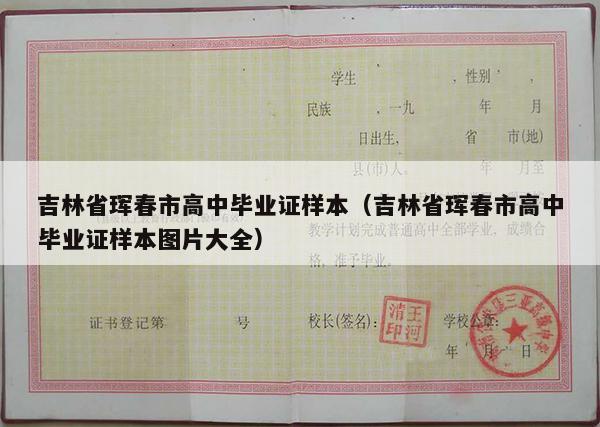 学生，性别，
民族，一九 年 月
日出生， 省 市(地)
县(市)人。 年 月至
吉林省珲春市高中毕业证样本（吉林省珲春市高中
毕业证样本图片大全）
教学计划完成普通高中全部学业，成绩合
格，准予毕业。
证书登记第 号
校长(签名)：
王河
清印
学校公章：
年 月 日